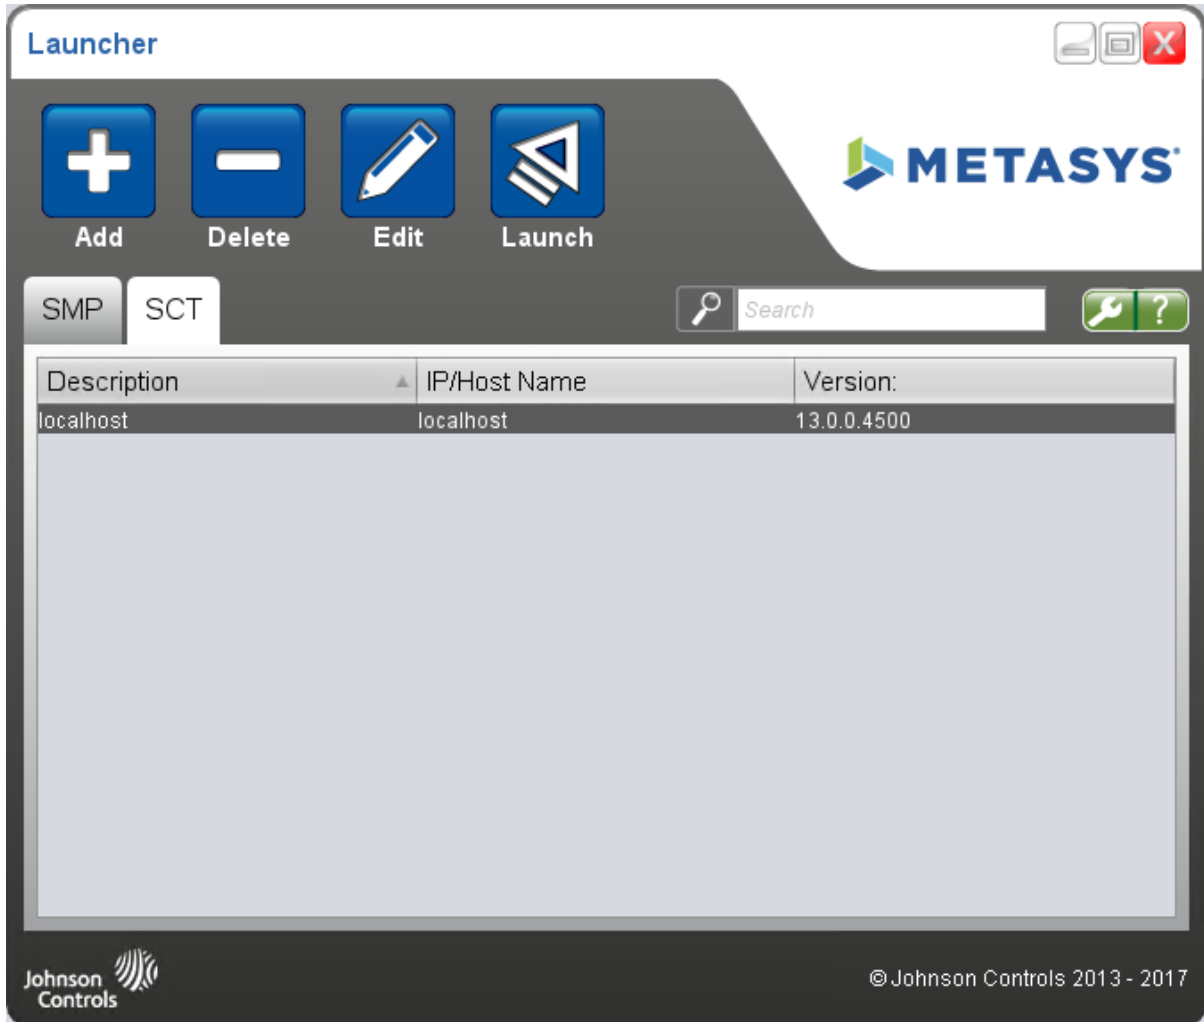 Launcher
METASYS
Add Delete Edit Launch
SMP SCT Search ?
Description IP/Host Name Version:
localhost localhost 13.0.0.4500
Johnson
Controls
© Johnson Controls 2013 - 2017